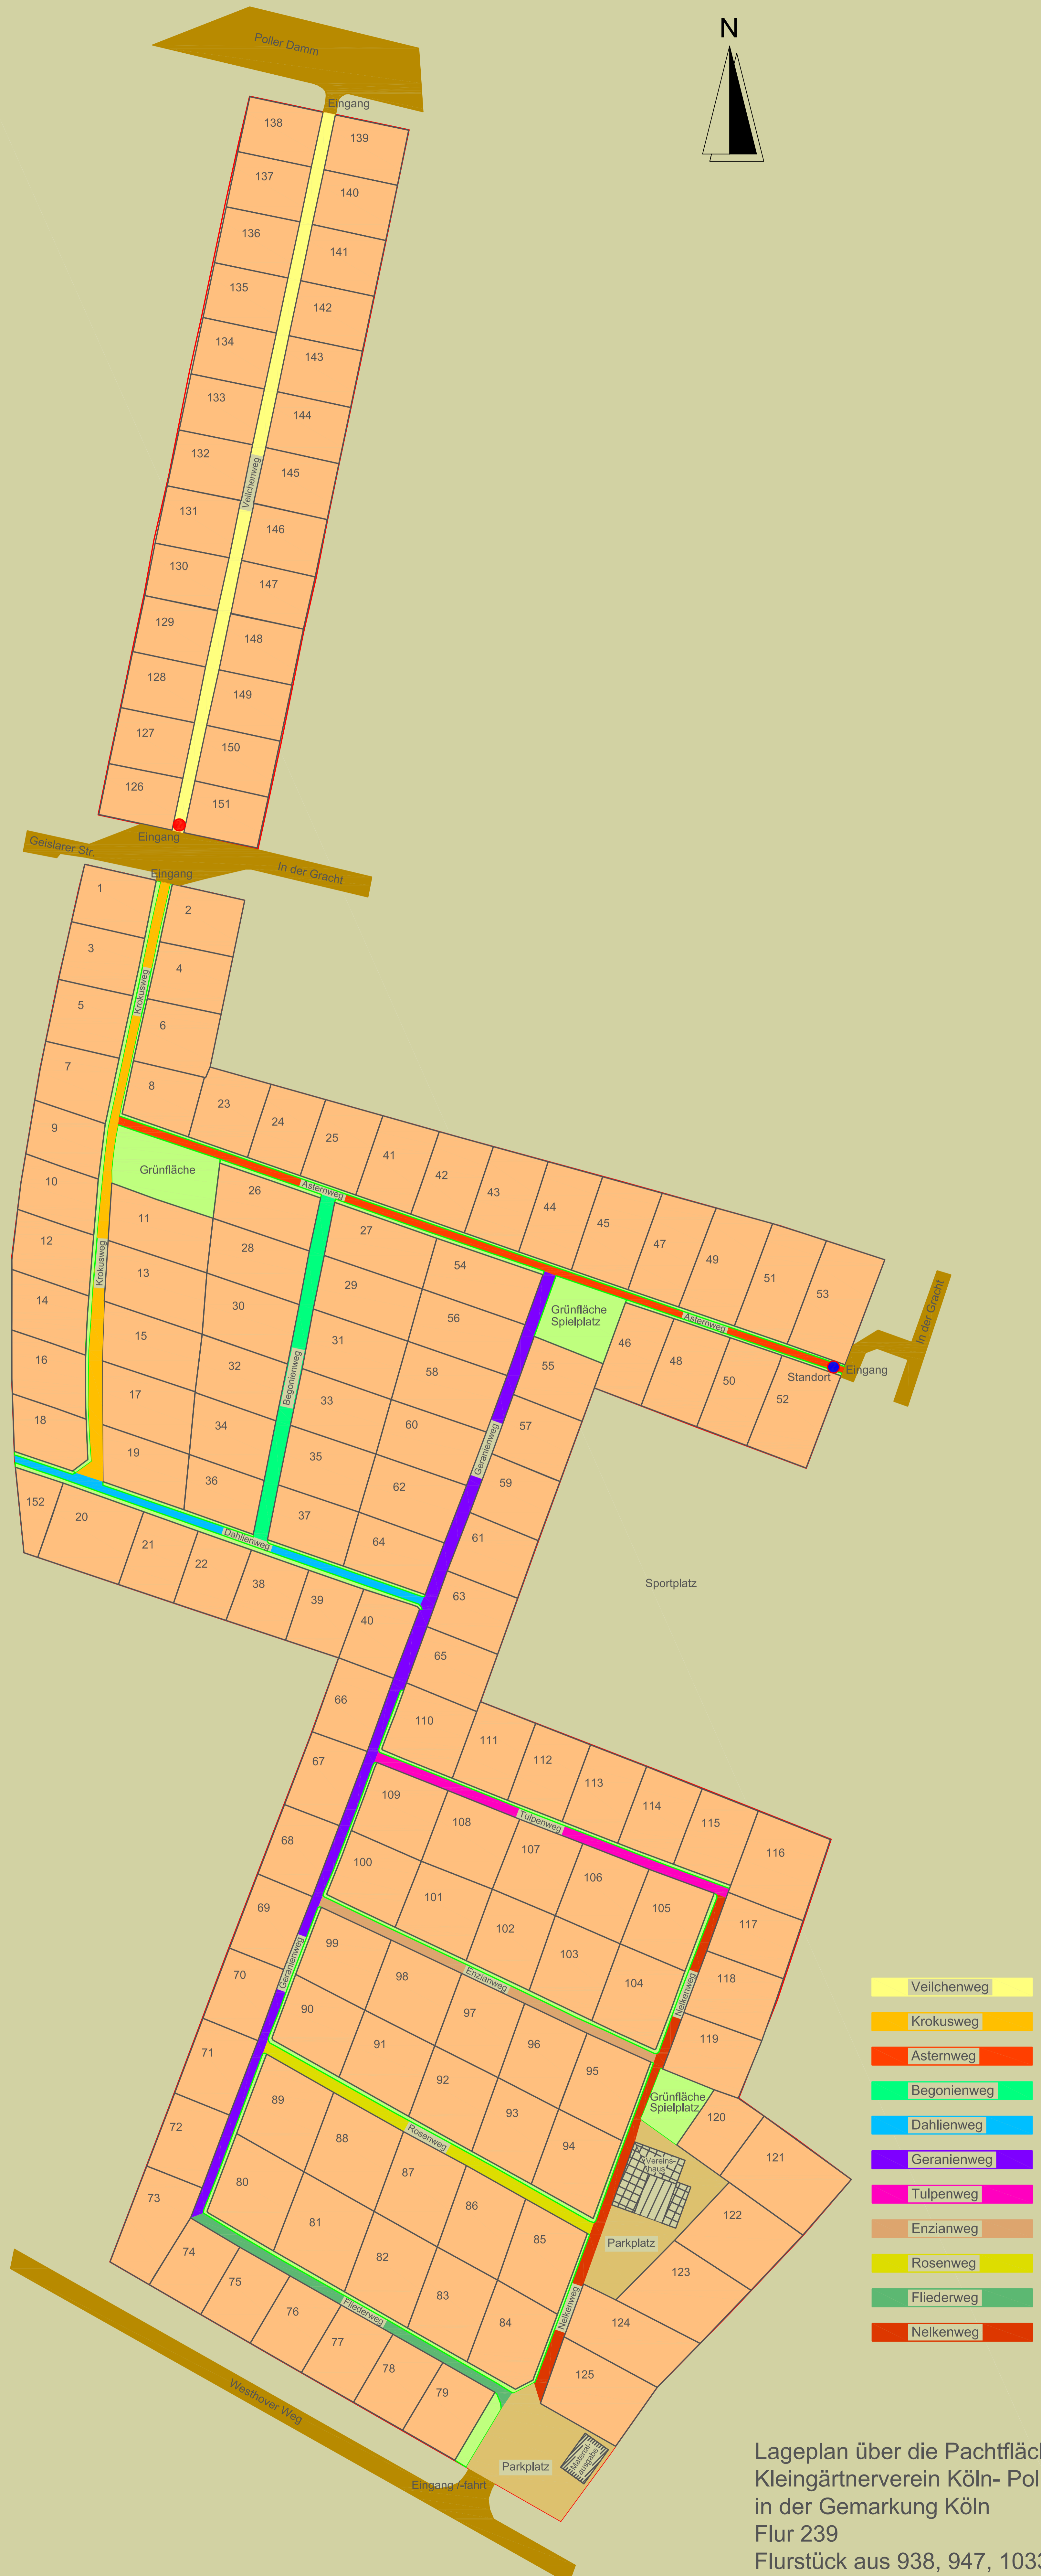 Poller Damm
N
Eingang
138
139
137
140
136
141
135
142
134
143
133
144
132
145
Veilchenweg
131
146
130
147
129
148
128
149
127
150
126
151
Eingang
Geislarer Str.
In der Gracht
Eingang
1
2
3
4
Krokusweg
5
6
7
8
23
24
25
41
42
43
44
45
47
49
51
53
9
Grünfläche
Asternweg
10
26
11
27
12
28
54
Krokusweg
13
29
Grünfläche
Spielplatz
Asternweg
In der Gracht
14
30
56
46
48
50
52
Standort
Eingang
15
31
55
16
32
58
Begonienweg
17
33
57
18
34
60
Geranienweg
19
35
59
36
62
152
20
37
61
21
Dahlienweg
64
22
38
39
40
63
Sportplatz
65
66
110
111
112
113
114
115
116
67
109
Tulpenweg
108
107
106
105
68
100
101
102
103
104
117
69
99
Enzianweg
Nelkenweg
118
70
Geranienweg
98
97
96
95
119
90
91
92
93
94
71
Grünfläche
Spielplatz
120
121
89
Rosenweg
72
88
87
86
85
Vereins-
haus
122
73
80
81
82
83
84
Parkplatz
123
74
75
76
77
78
79
Fliederweg
Nelkenweg
124
125
Westhover Weg
Parkplatz
Material-
ausgabe
Eingang /-fahrt
Veilchenweg
Krokusweg
Asternweg
Begonienweg
Dahlienweg
Geranienweg
Tulpenweg
Enzianweg
Rosenweg
Fliederweg
Nelkenweg
Lageplan über die Pachtfläch
Kleingärtnerverein Köln- Pol
in der Gemarkung Köln
Flur 239
Flurstück aus 938, 947, 1033